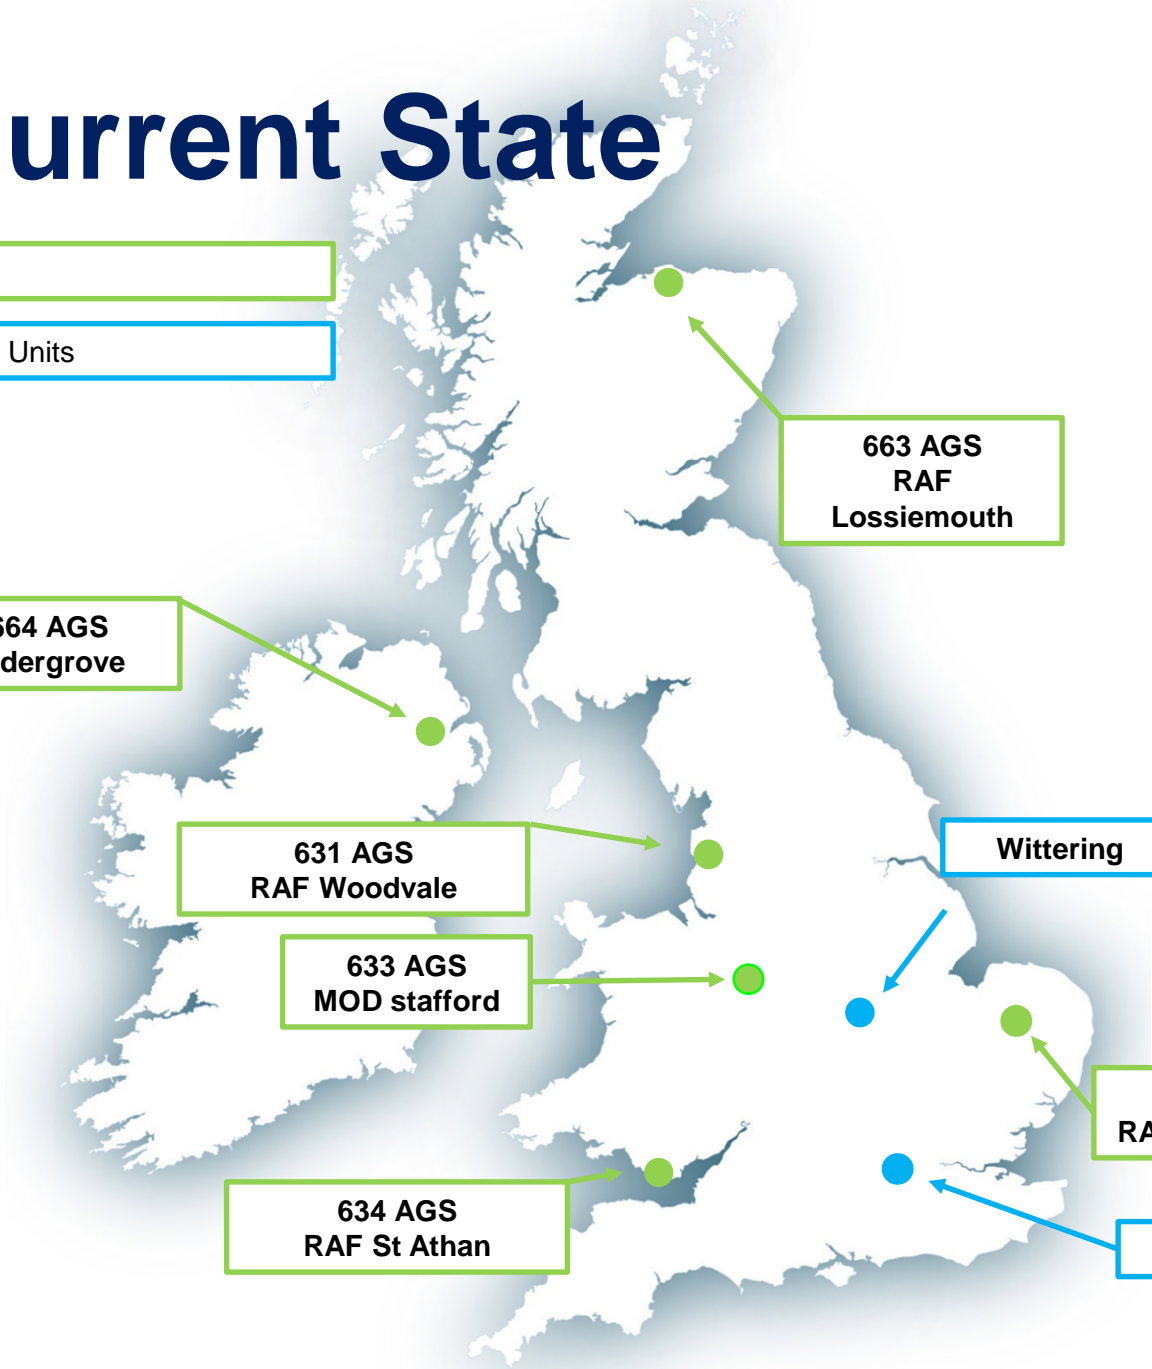 urrent State
Units
663 AGS
RAF
Lossiemouth
664 AGS
dergrove
631 AGS
RAF Woodvale
Wittering
633 AGS
MOD stafford
RA
634 AGS
RAF St Athan